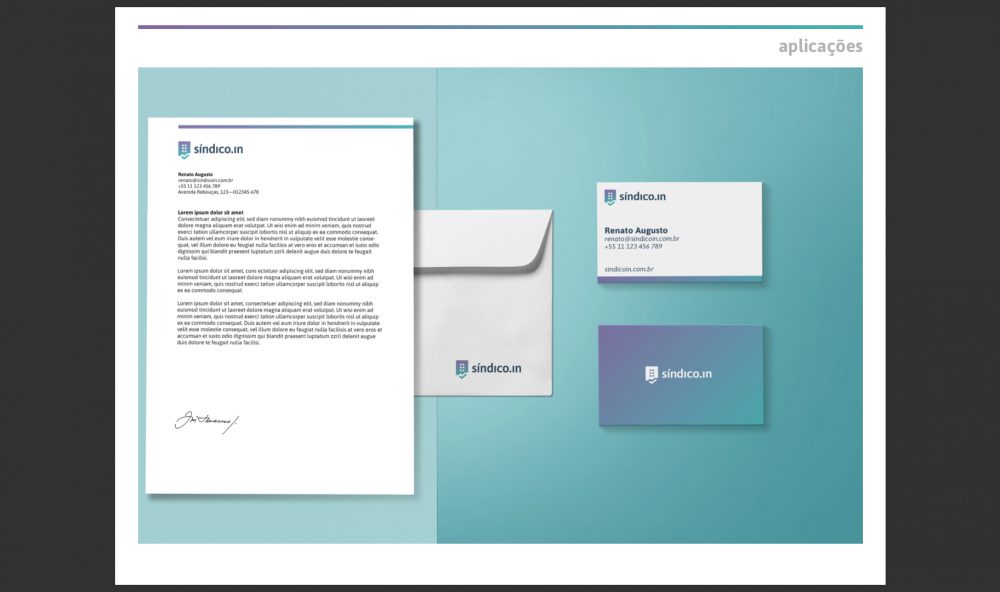 aplicações
síndico.in
Renato Augusto
renato@sindicoin.com.br
+55 11 123 456 789
Avenida Rebouças, 123—012345-678
Lorem ipsum dolor sit amet
Consectetuer adipiscing elit, sed diam nonummy nibh
euismod tincidunt ut laoreet dolore
magna aliquam erat volutpat. Ut wisi enim ad minim veniam, quis nostrud
exerci tation ullamcorper suscipit lobortis nisl ut aliquip ex ea commodo consequat.
Duis autem vel eum iriure dolor in hendrerit in vulputate velit esse molestie conse-
quat, vel illum dolore eu feugiat nulla facilisis at vero eros et accumsan et iusto odio
dignissim qui blandit praesent luptatum zzril delenit augue duis dolore te feugait
nulla facilisi.
Lorem ipsum dolor sit amet, cons ectetuer adipiscing elit, sed diam nonummy nibh
euismod tincidunt ut laoreet dolore magna aliquam erat volutpat. Ut wisi enim ad
minim veniam, quis nostrud exerci tation ullamcorper suscipit lobortis nisl ut aliquip
ex ea commodo consequat.
Lorem ipsum dolor sit amet, consectetuer adipiscing elit, sed diam nonummy nibh
euismod tincidunt ut laoreet dolore magna aliquam erat volutpat. Ut wisi enim ad
minim veniam, quis nostrud exerci tation ullamcorper suscipit lobortis nisl ut aliquip
ex ea commodo consequat. Duis autem vel eum iriure dolor in hendrerit in vulputate
velit esse molestie consequat, vel illum dolore eu feugiat nulla facilisis at vero eros et
accumsan et iusto odio dignissim qui blandit praesent luptatum zzril delenit augue
duis dolore te feugait nulla facilisi.
síndico.in
síndico.in
Renato Augusto
renato@sindicoin.com.br
+55 11 123 456 789
sindicoin.com.br
síndico.in